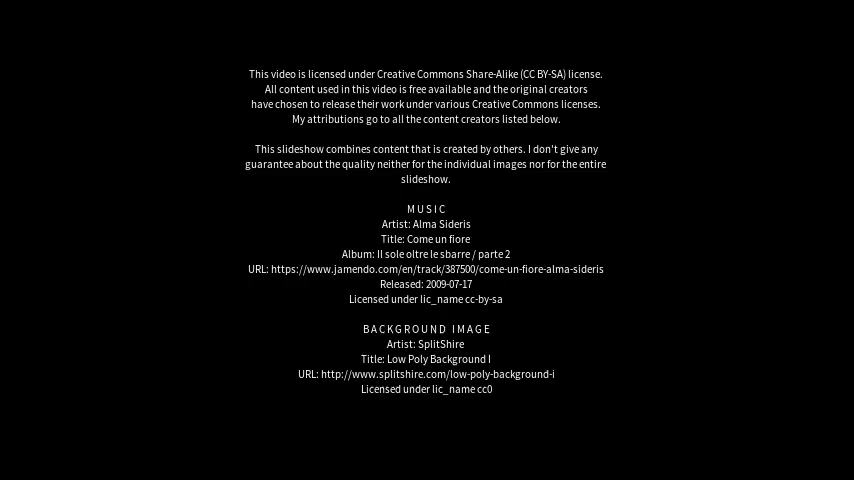 This video is licensed under Creative Commons Share-Alike (CC BY-SA) license.
All content used in this video is free available and the original creators
have chosen to release their work under various Creative Commons licenses.
My attributions go to all the content creators listed below.
This slideshow combines content that is created by others. I don't give any
guarantee about the quality neither for the individual images nor for the entire
slideshow.
MUSIC
Artist: Alma Sideris
Title: Come un fiore
Album: Il sole oltre le sbarre / parte 2
URL: https://www.jamendo.com/en/track/387500/come-un-fiore-alma-sideris
Released: 2009-07-17
Licensed under lic_name cc-by-sa
BACKGROUND IMAGE
Artist: SplitShire
Title: Low Poly Background I
URL: http://www.splitshire.com/low-poly-background-i
Licensed under lic_name cc0